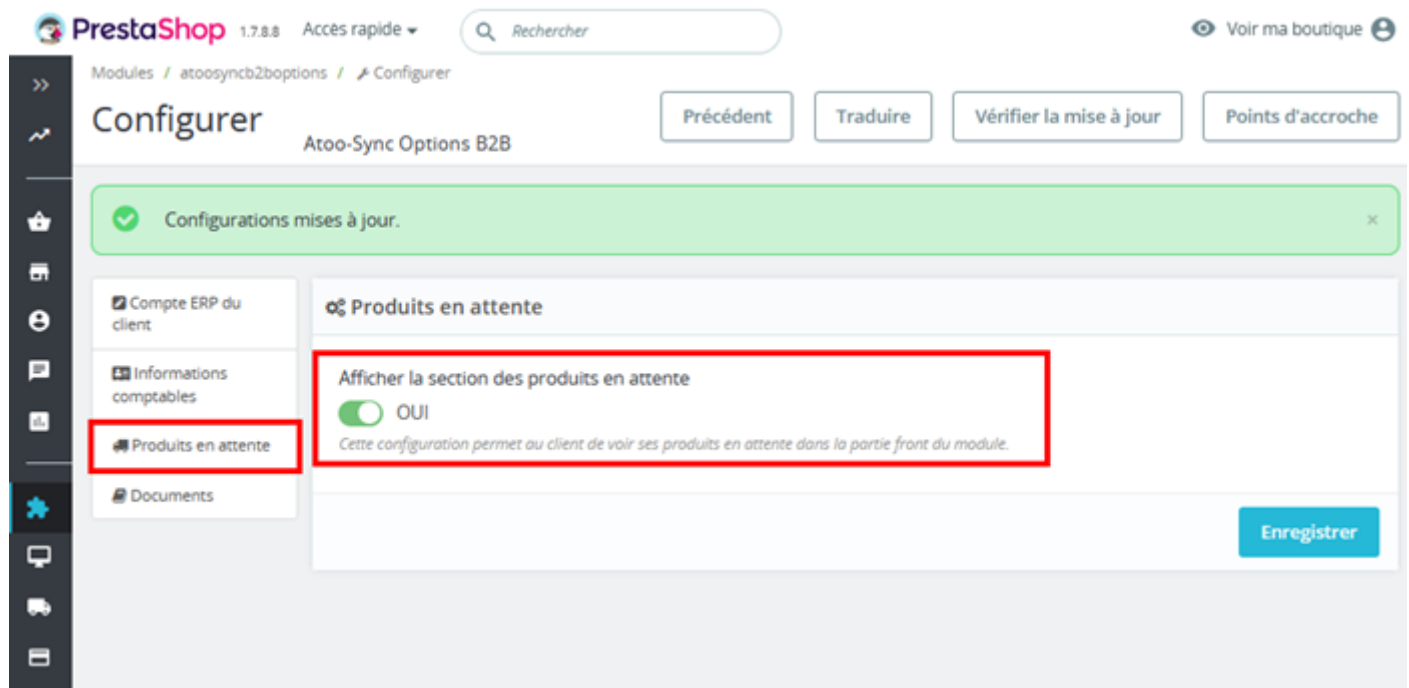 PrestaShop 1.7.8.8 Accès rapide Rechercher Voir ma boutique
Modules / atoosyncb2boptions / Configurer
Configurer
Atoo-Sync Options B2B
Précédent Traduire Vérifier la mise à jour Points d'accroche
Configurations mises à jour. ×
Compte ERP du
client
Informations
comptables
Produits en attente
Documents
Produits en attente
Afficher la section des produits en attente
OUI
Cette configuration permet au client de voir ses produits en attente dans la partie front du module.
Enregistrer